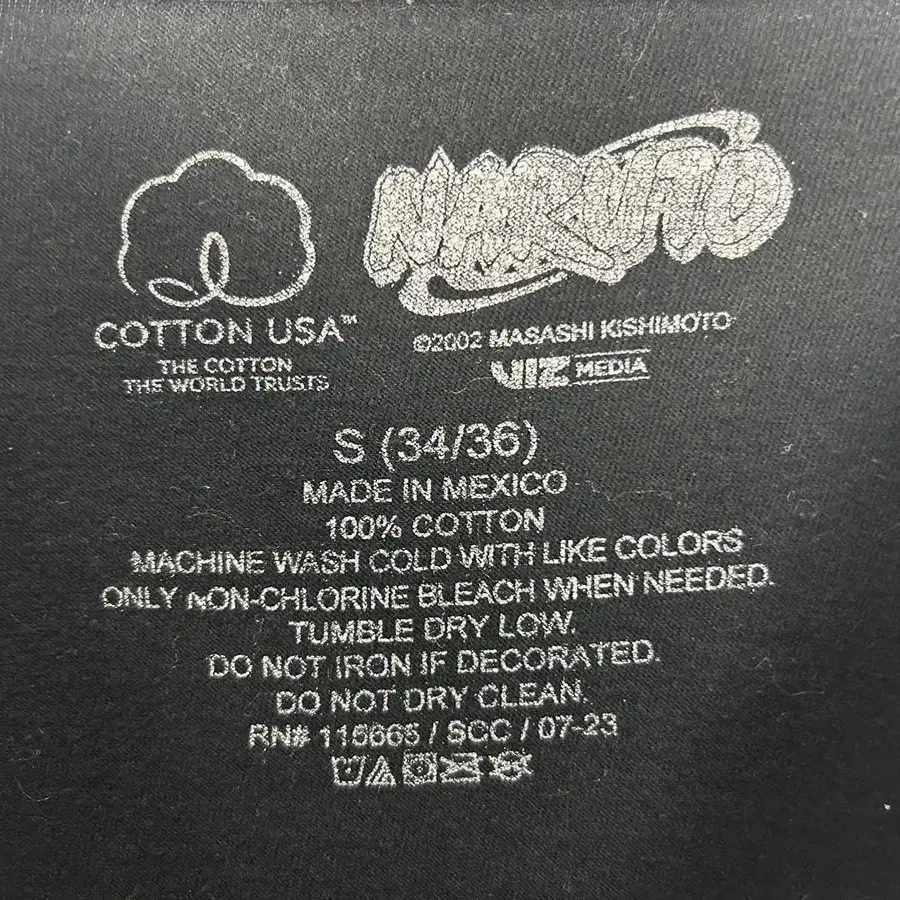 NARUTO
COTTON USA™
THE COTTON
THE WORLD TRUSTS
©2002 MASASHI KISHIMOTO
VIZ MEDIA
S (34/36)
MADE IN MEXICO
100% COTTON
MACHINE WASH COLD WITH LIKE COLORS
ONLY NON-CHLORINE BLEACH WHEN NEEDED.
TUMBLE DRY LOW.
DO NOT IRON IF DECORATED.
DO NOT DRY CLEAN.
RN# 115665 / SCC / 07-23